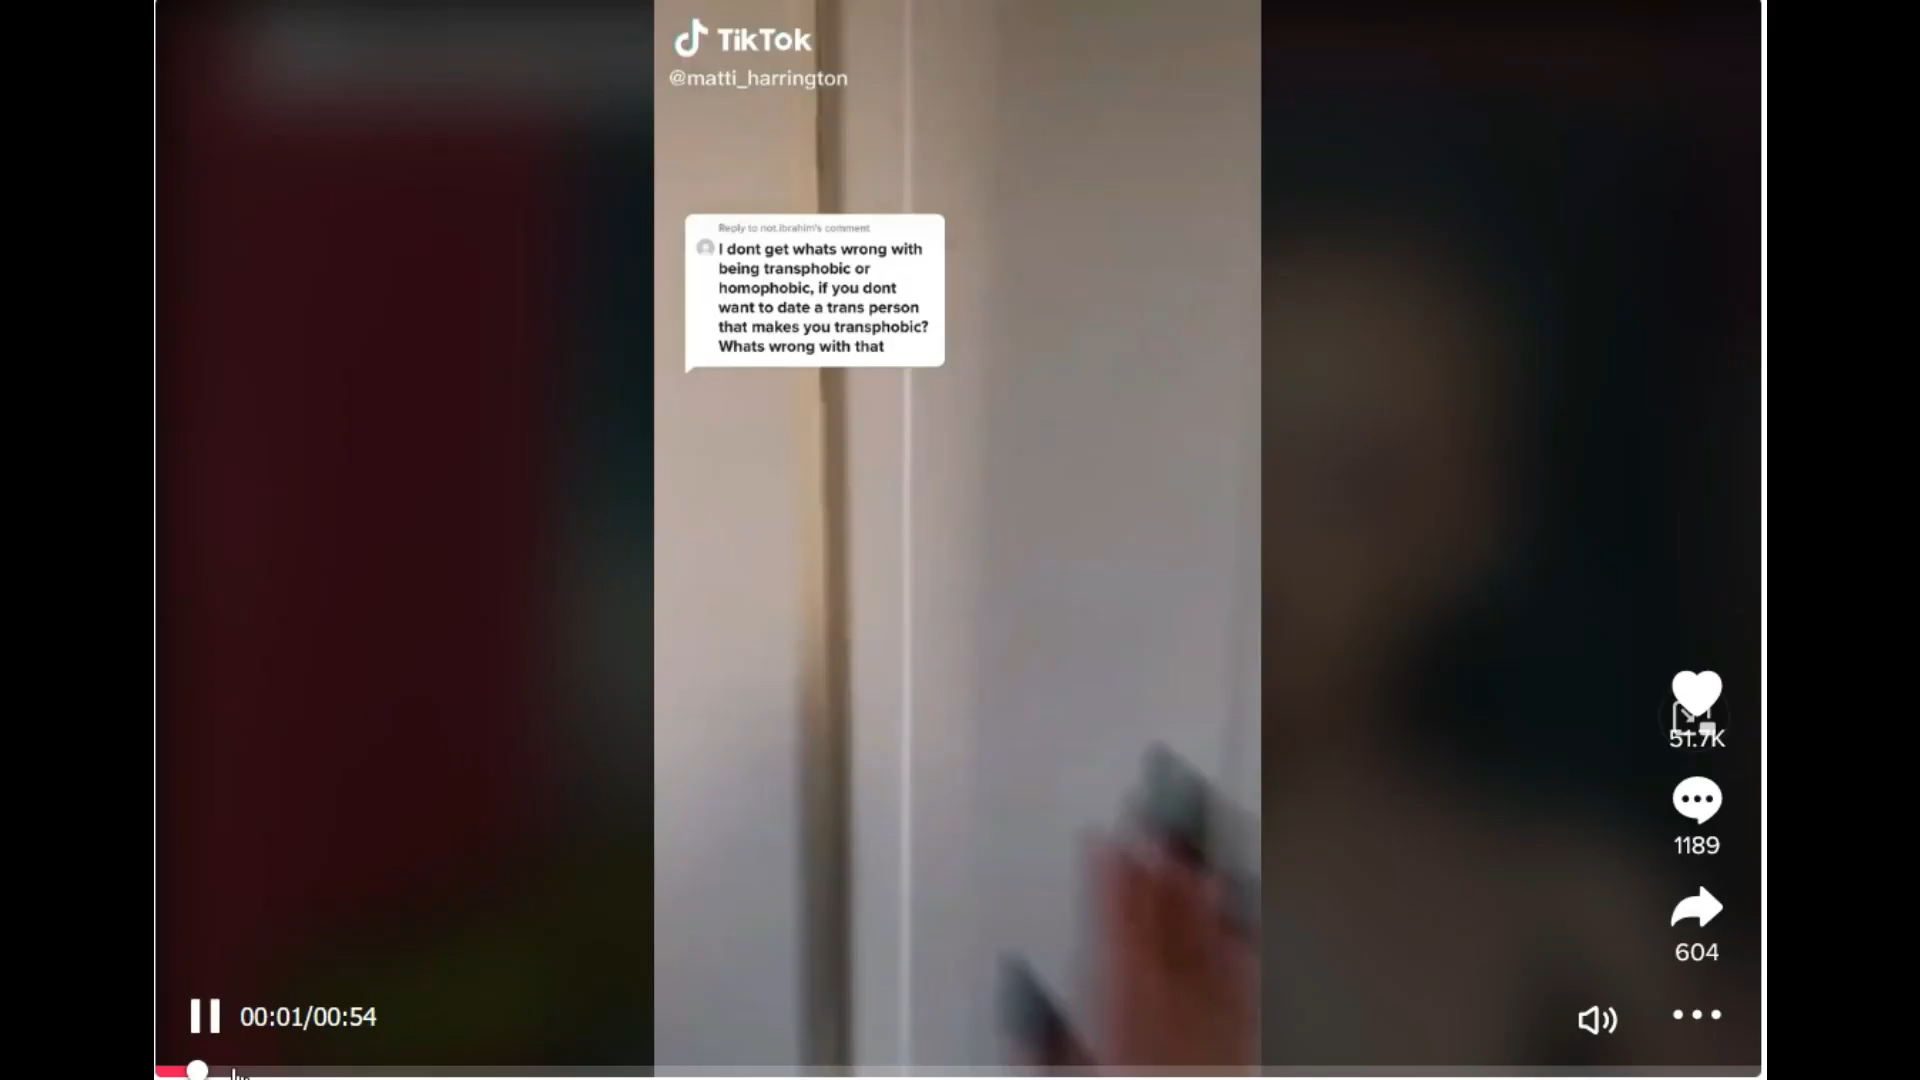 TikTok
@matti_harrington
Reply to not.ibrahim's comment
I dont get whats wrong with
being transphobic or
homophobic, if you dont
want to date a trans person
that makes you transphobic?
Whats wrong with that
51.7K
1189
604
00:01/00:54